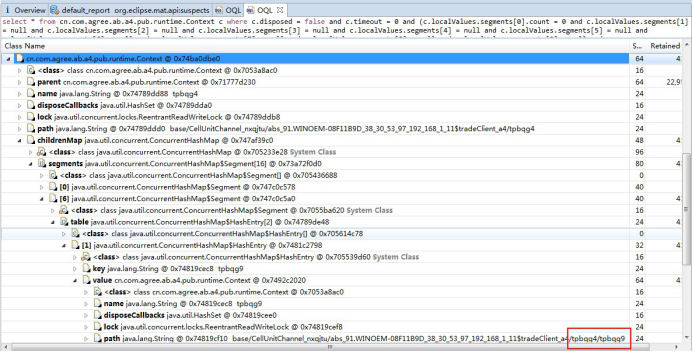 Overview default_report org.eclipse.mat.api:suspects OQL OQL
select * from cn.com.agree.ab.a4.pub.runtime.Context c where c.disposed = false and c.timeout = 0 and (c.localValues.segments[0].count = 0 and c.localValues.segments[1]
= null and c.localValues.segments[2] = null and c.localValues.segments[3] = null and c.localValues.segments[4] = null and c.localValues.segments[5] = null and
Class Name S... Retained
cn.com.agree.ab.a4.pub.runtime.Context @ 0x74ba0dbe0 64 4
<class> class cn.com.agree.ab.a4.pub.runtime.Context @ 0x7053a8ac0 16
parent cn.com.agree.ab.a4.pub.runtime.Context @ 0x71777d230 64 22,9
name java.lang.String @ 0x74789dd88 tpbqg4 24
disposeCallbacks java.util.HashSet @ 0x74789dda0 16
lock java.util.concurrent.locks.ReentrantReadWriteLock @ 0x74789ddb8 24
path java.lang.String @ 0x74789ddd0 base/CellUnitChannel_nxqjtu/abs_91.WINOEM-08F11B9D_38_30_53_97_192_168_1_11$tradeClient_a4/tpbqg4 24
childrenMap java.util.concurrent.ConcurrentHashMap @ 0x747af39c0 48 4
<class> class java.util.concurrent.ConcurrentHashMap @ 0x705233e28 System Class 96
segments java.util.concurrent.ConcurrentHashMap$Segment[16] @ 0x73a72f0d0 80 4
<class> class java.util.concurrent.ConcurrentHashMap$Segment[] @ 0x705436688 0
[0] java.util.concurrent.ConcurrentHashMap$Segment @ 0x747c0c578 40
[6] java.util.concurrent.ConcurrentHashMap$Segment @ 0x747c0c5a0 40 4
<class> class java.util.concurrent.ConcurrentHashMap$Segment @ 0x7055ba620 System Class 16
table java.util.concurrent.ConcurrentHashMap$HashEntry[2] @ 0x74789de48 24 4
<class> class java.util.concurrent.ConcurrentHashMap$HashEntry[] @ 0x705614c78 0
[1] java.util.concurrent.ConcurrentHashMap$HashEntry @ 0x7481c2798 32 4
<class> class java.util.concurrent.ConcurrentHashMap$HashEntry @ 0x705539d60 System Class 16
key java.lang.String @ 0x74819cec8 tpbqg9 24
value cn.com.agree.ab.a4.pub.runtime.Context @ 0x7492c2020 64 4
<class> class cn.com.agree.ab.a4.pub.runtime.Context @ 0x7053a8ac0 16
name java.lang.String @ 0x74819cec8 tpbqg9 24
disposeCallbacks java.util.HashSet @ 0x74819cee0 16
lock java.util.concurrent.locks.ReentrantReadWriteLock @ 0x74819cef8 24
path java.lang.String @ 0x74819cf10 base/CellUnitChannel_nxqjtu/abs_91.WINOEM-08F11B9D_38_30_53_97_192_168_1_11$tradeClient_a4/tpbqg4/tpbqg9 24